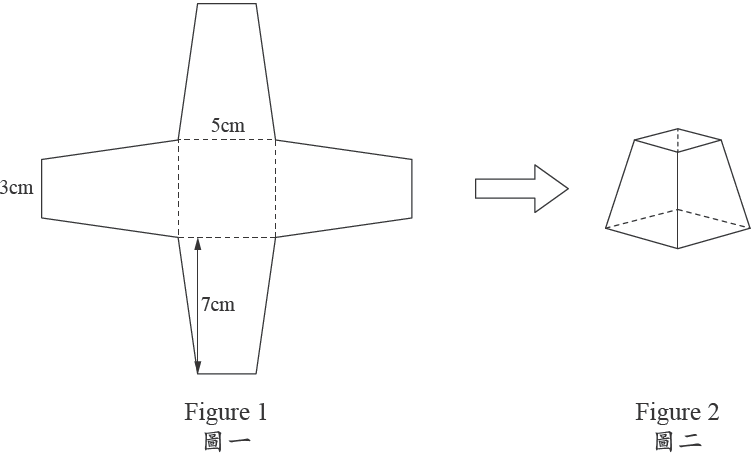 5cm
3cm
7cm
Figure 1
圖一
Figure 2
圖二